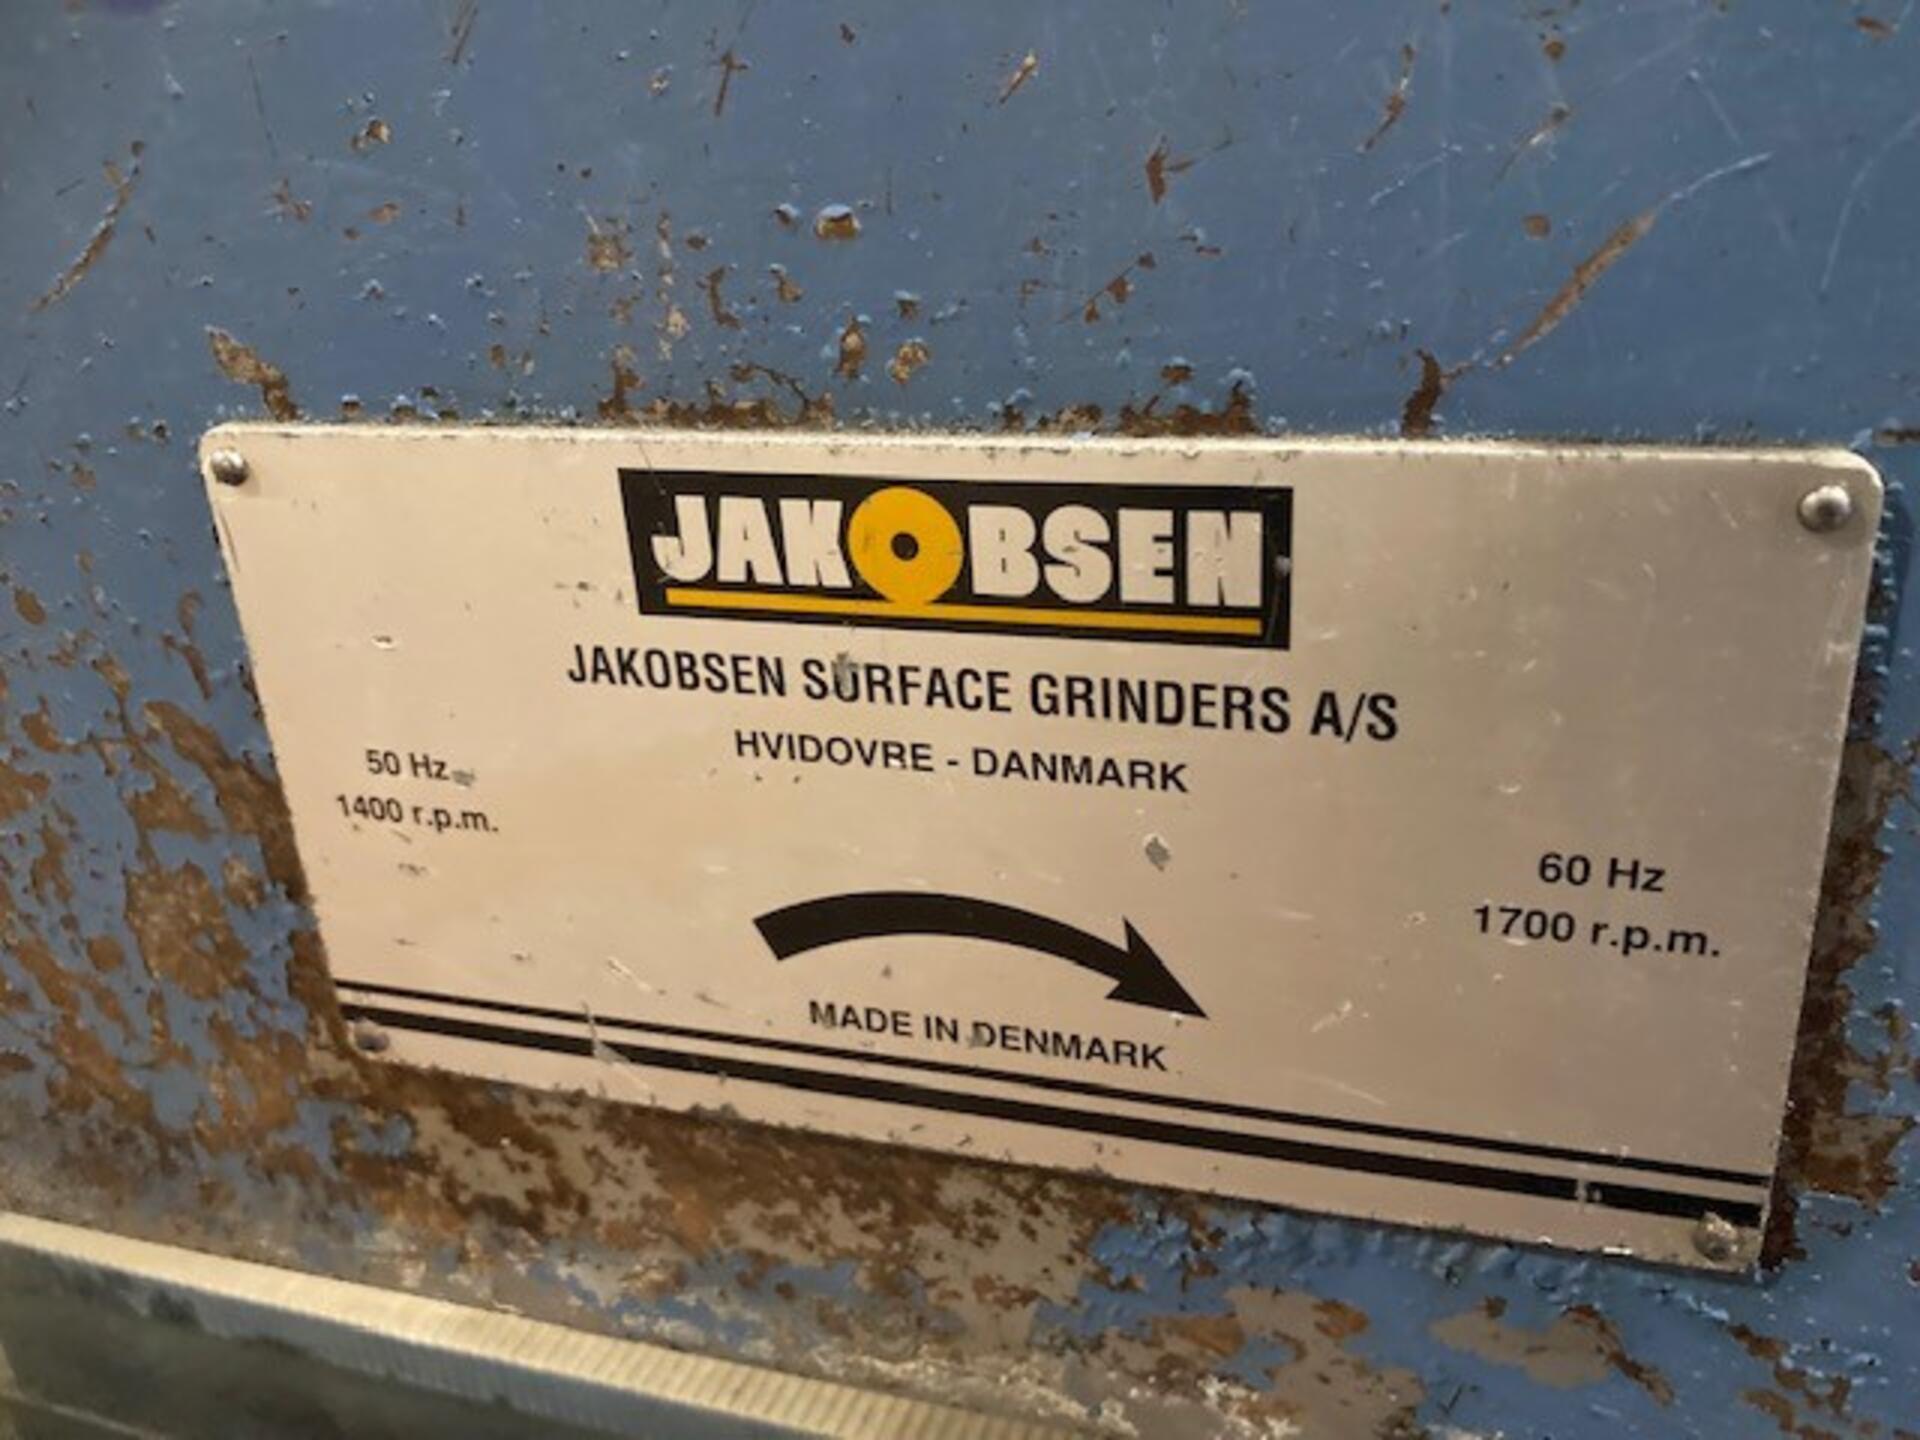 JAKOBSEN
JAKOBSEN SURFACE GRINDERS A/S
HVIDOVRE - DANMARK
50 Hz
1400 r.p.m.
60 Hz
1700 r.p.m.
MADE IN DENMARK